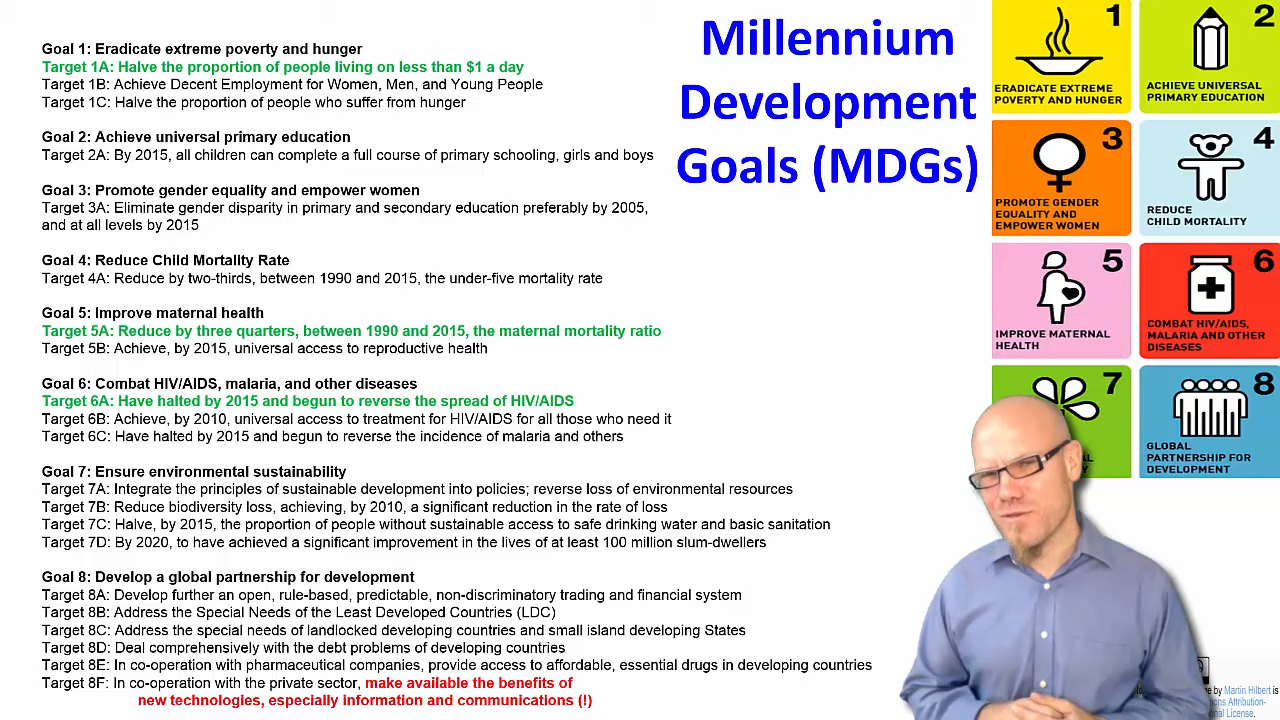 Goal 1: Eradicate extreme poverty and hunger
Target 1A: Halve the proportion of people living on less than $1 a day
Target 1B: Achieve Decent Employment for Women, Men, and Young People
Target 1C: Halve the proportion of people who suffer from hunger
Goal 2: Achieve universal primary education
Target 2A: By 2015, all children can complete a full course of primary schooling, girls and boys
Goal 3: Promote gender equality and empower women
Target 3A: Eliminate gender disparity in primary and secondary education preferably by 2005,
and at all levels by 2015
Goal 4: Reduce Child Mortality Rate
Target 4A: Reduce by two-thirds, between 1990 and 2015, the under-five mortality rate
Goal 5: Improve maternal health
Target 5A: Reduce by three quarters, between 1990 and 2015, the maternal mortality ratio
Target 5B: Achieve, by 2015, universal access to reproductive health
Goal 6: Combat HIV/AIDS, malaria, and other diseases
Target 6A: Have halted by 2015 and begun to reverse the spread of HIV/AIDS
Target 6B: Achieve, by 2010, universal access to treatment for HIV/AIDS for all those who need it
Target 6C: Have halted by 2015 and begun to reverse the incidence of malaria and others
Goal 7: Ensure environmental sustainability
Target 7A: Integrate the principles of sustainable development into policies; reverse loss of environmental resources
Target 7B: Reduce biodiversity loss, achieving, by 2010, a significant reduction in the rate of loss
Target 7C: Halve, by 2015, the proportion of people without sustainable access to safe drinking water and basic sanitation
Target 7D: By 2020, to have achieved a significant improvement in the lives of at least 100 million slum-dwellers
Goal 8: Develop a global partnership for development
Target 8A: Develop further an open, rule-based, predictable, non-discriminatory trading and financial system
Target 8B: Address the Special Needs of the Least Developed Countries (LDC)
Target 8C: Address the special needs of landlocked developing countries and small island developing States
Target 8D: Deal comprehensively with the debt problems of developing countries
Target 8E: In co-operation with pharmaceutical companies, provide access to affordable, essential drugs in developing countries
Target 8F: In co-operation with the private sector, make available the benefits of
new technologies, especially information and communications (!)
Millennium
Development
Goals (MDGs)
1
ERADICATE EXTREME
POVERTY AND HUNGER
2
ACHIEVE UNIVERSAL
PRIMARY EDUCATION
3
PROMOTE GENDER
EQUALITY AND
EMPOWER WOMEN
4
REDUCE
CHILD MORTALITY
5
IMPROVE MATERNAL
HEALTH
6
COMBAT HIV/AIDS,
MALARIA AND OTHER
DISEASES
7
8
GLOBAL
PARTNERSHIP FOR
DEVELOPMENT
by Martin Hilbert is
Attribution-
License.